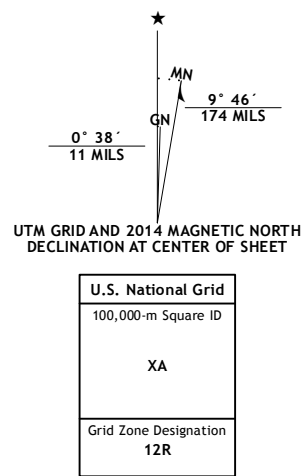 MN
GN
9° 46´
174 MILS
0° 38´
11 MILS
UTM GRID AND 2014 MAGNETIC NORTH
DECLINATION AT CENTER OF SHEET
U.S. National Grid
100,000-m Square ID
XA
Grid Zone Designation
12R